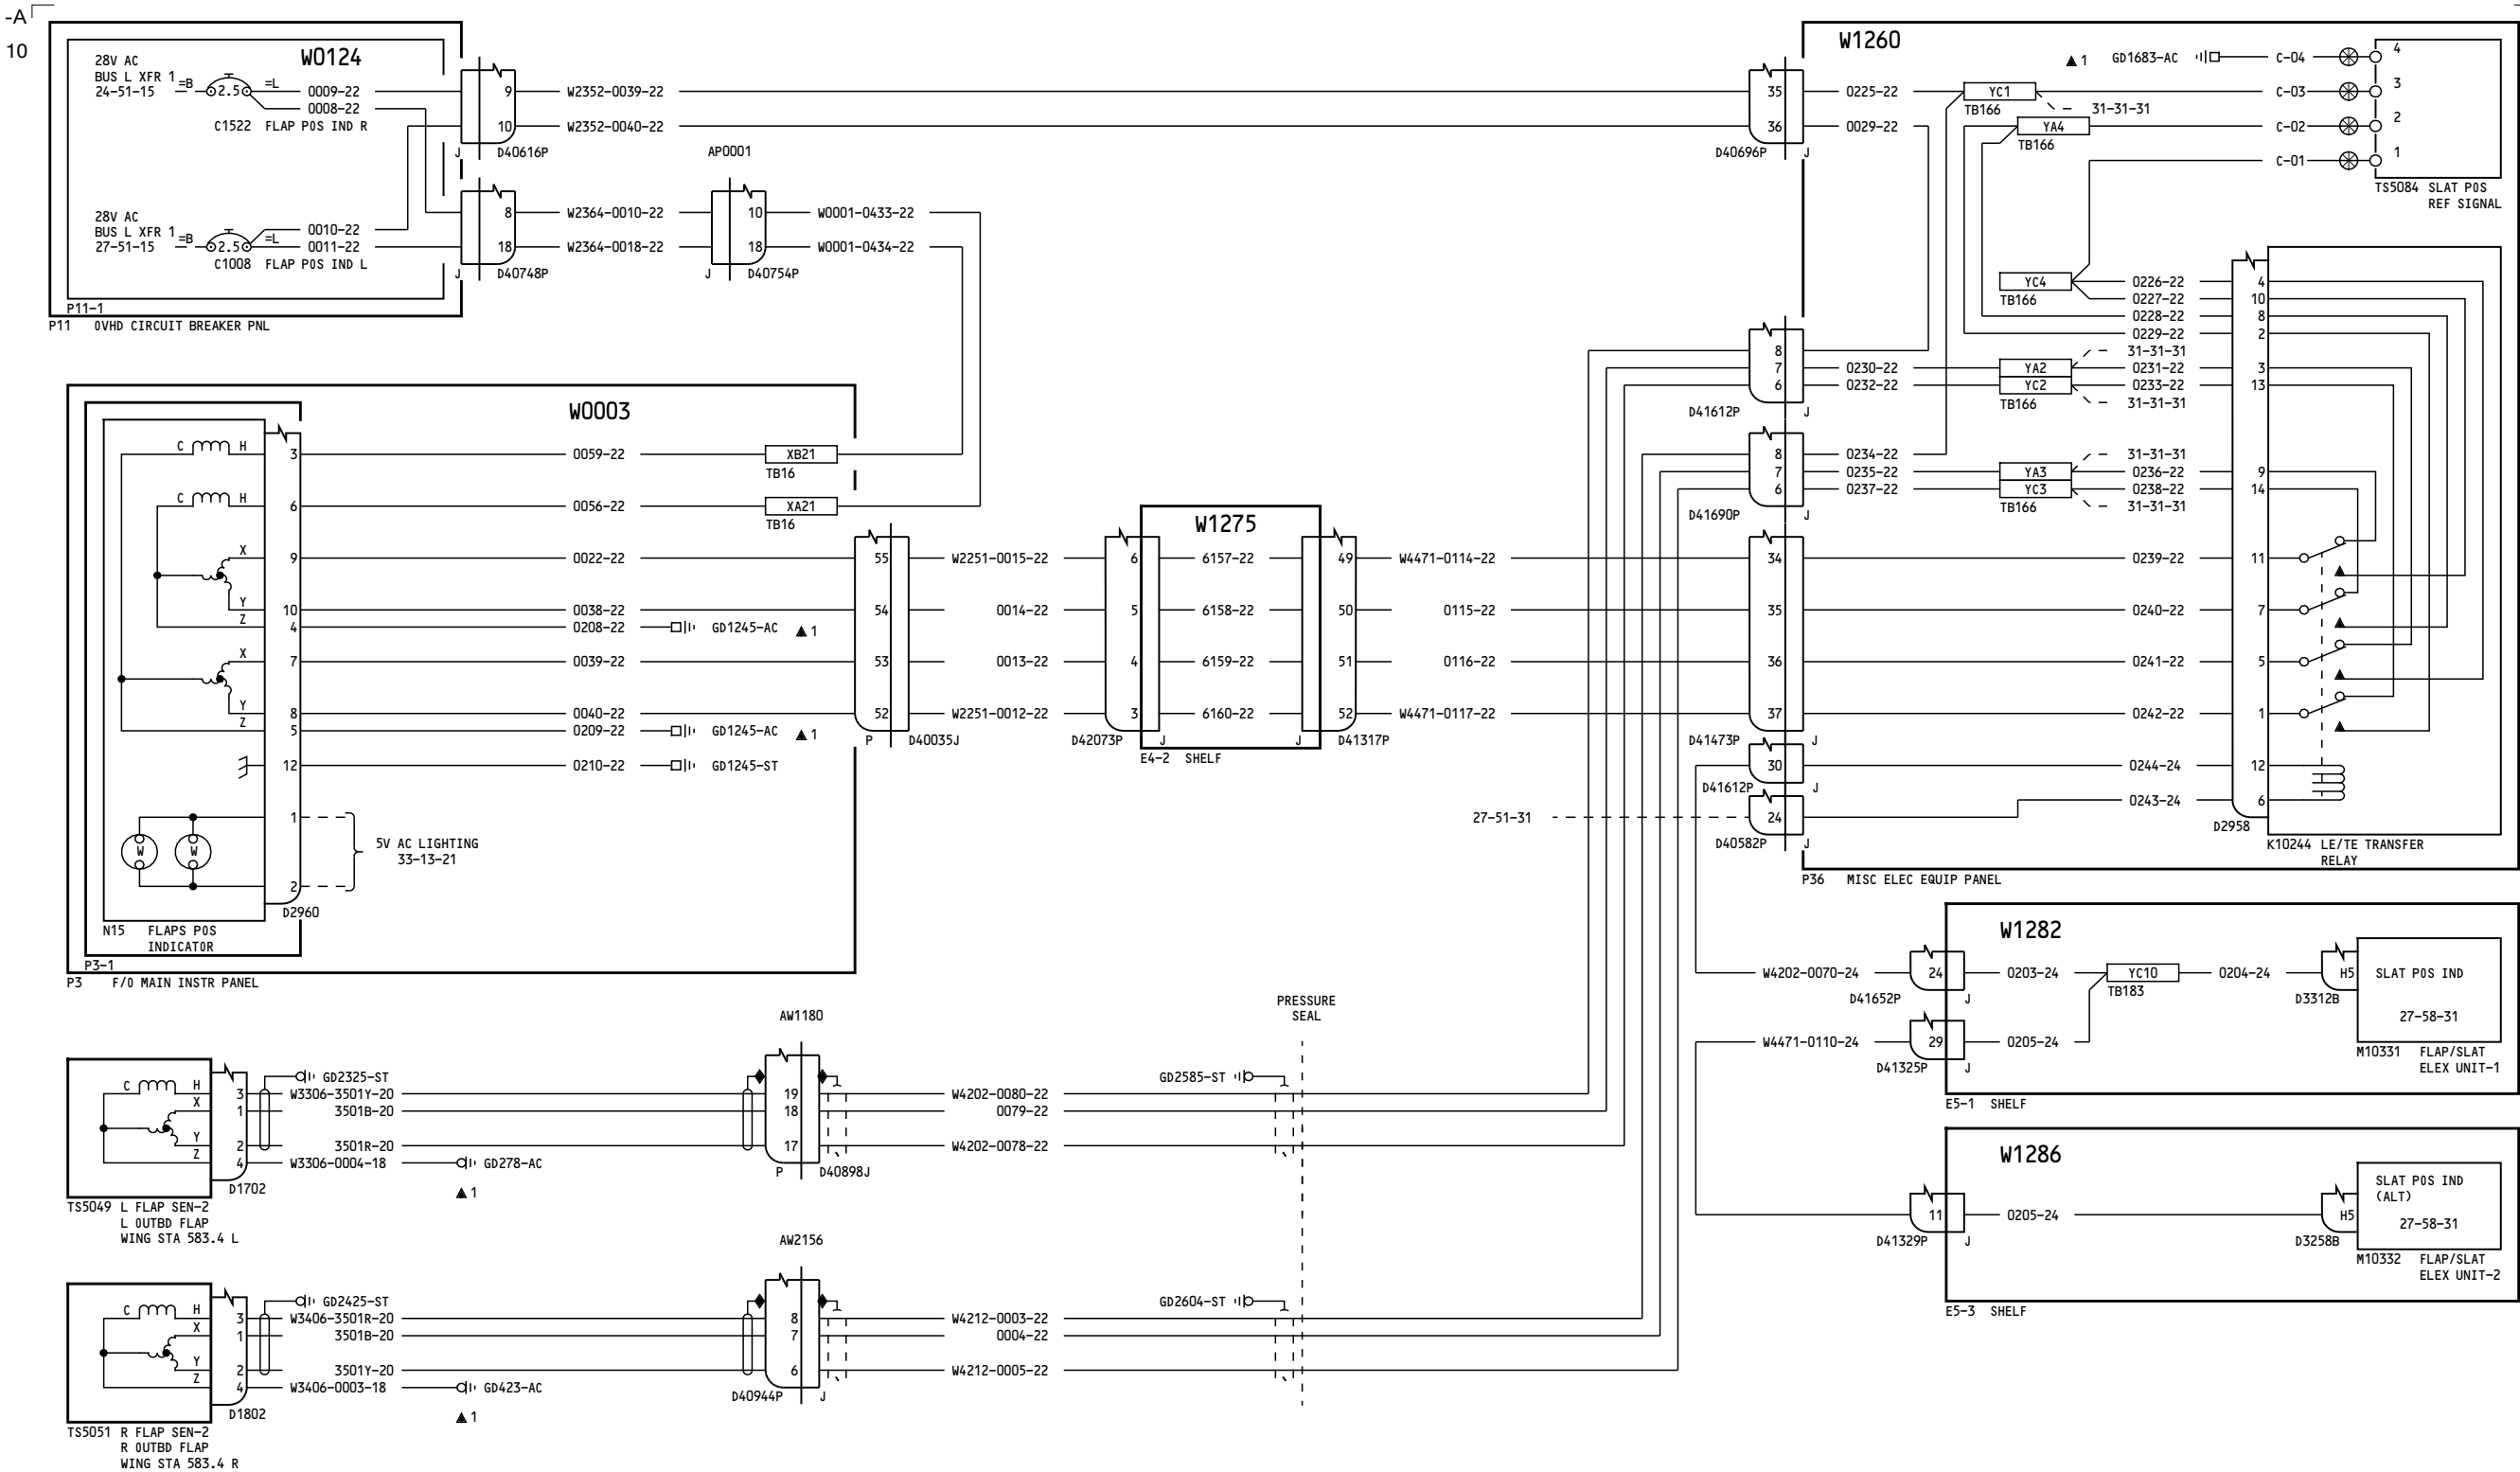 -A
10
W0124
28V AC
BUS L XFR 1
24-51-15
=B
2.5
=L
0009-22
0008-22
C1522 FLAP POS IND R
28V AC
BUS L XFR 1
27-51-15
=B
2.5
=L
0010-22
0011-22
C1008 FLAP POS IND L
P11-1
P11 OVHD CIRCUIT BREAKER PNL
9
10
J
D40616P
8
18
J
D40748P
W2352-0039-22
W2352-0040-22
AP0001
W2364-0010-22
W2364-0018-22
10
18
J
D40754P
W0001-0433-22
W0001-0434-22
35
36
D40696P
J
W1260
0225-22
0029-22
YC1
TB166
31-31-31
YA4
TB166
▲ 1
GD1683-AC
C-04
C-03
C-02
C-01
4
3
2
1
TS5084 SLAT POS
REF SIGNAL
YC4
TB166
0226-22
0227-22
0228-22
0229-22
4
10
8
2
8
7
6
D41612P
J
0230-22
0232-22
YA2
YC2
TB166
31-31-31
0231-22
0233-22
31-31-31
3
13
8
7
6
D41690P
J
0234-22
0235-22
0237-22
YA3
YC3
TB166
31-31-31
0236-22
0238-22
31-31-31
9
14
W0003
C
H
3
0059-22
XB21
TB16
C
H
6
0056-22
XA21
TB16
X
9
0022-22
Y
10
0038-22
Z
4
0208-22
GD1245-AC
▲ 1
X
7
0039-22
Y
8
0040-22
Z
5
0209-22
GD1245-AC
▲ 1
12
0210-22
GD1245-ST
1
2
W
W
5V AC LIGHTING
33-13-21
D2960
N15 FLAPS POS
INDICATOR
P3-1
P3 F/O MAIN INSTR PANEL
55
54
53
52
P
D40035J
W2251-0015-22
0014-22
0013-22
W2251-0012-22
6
5
4
3
D42073P
J
W1275
6157-22
6158-22
6159-22
6160-22
E4-2 SHELF
49
50
51
52
J
D41317P
W4471-0114-22
0115-22
0116-22
W4471-0117-22
34
35
36
37
D41473P
J
30
D41612P
J
27-51-31
24
D40582P
J
0239-22
0240-22
0241-22
0242-22
0244-24
0243-24
11
7
5
1
12
6
D2958
K10244 LE/TE TRANSFER
RELAY
P36 MISC ELEC EQUIP PANEL
W1282
W4202-0070-24
24
D41652P
J
0203-24
YC10
TB183
0204-24
H5
D3312B
SLAT POS IND
27-58-31
M10331 FLAP/SLAT
ELEX UNIT-1
W4471-0110-24
29
D41325P
J
0205-24
E5-1 SHELF
W1286
11
D41329P
J
0205-24
H5
D3258B
SLAT POS IND
(ALT)
27-58-31
M10332 FLAP/SLAT
ELEX UNIT-2
E5-3 SHELF
C
H
X
Y
Z
3
1
2
4
D1702
GD2325-ST
W3306-3501Y-20
3501B-20
3501R-20
W3306-0004-18
GD278-AC
▲ 1
TS5049 L FLAP SEN-2
L OUTBD FLAP
WING STA 583.4 L
AW1180
19
18
17
P
D40898J
W4202-0080-22
0079-22
W4202-0078-22
GD2585-ST
PRESSURE
SEAL
C
H
X
Y
Z
3
1
2
4
D1802
GD2425-ST
W3406-3501R-20
3501B-20
3501Y-20
W3406-0003-18
GD423-AC
▲ 1
TS5051 R FLAP SEN-2
R OUTBD FLAP
WING STA 583.4 R
AW2156
8
7
6
D40944P
J
W4212-0003-22
0004-22
W4212-0005-22
GD2604-ST